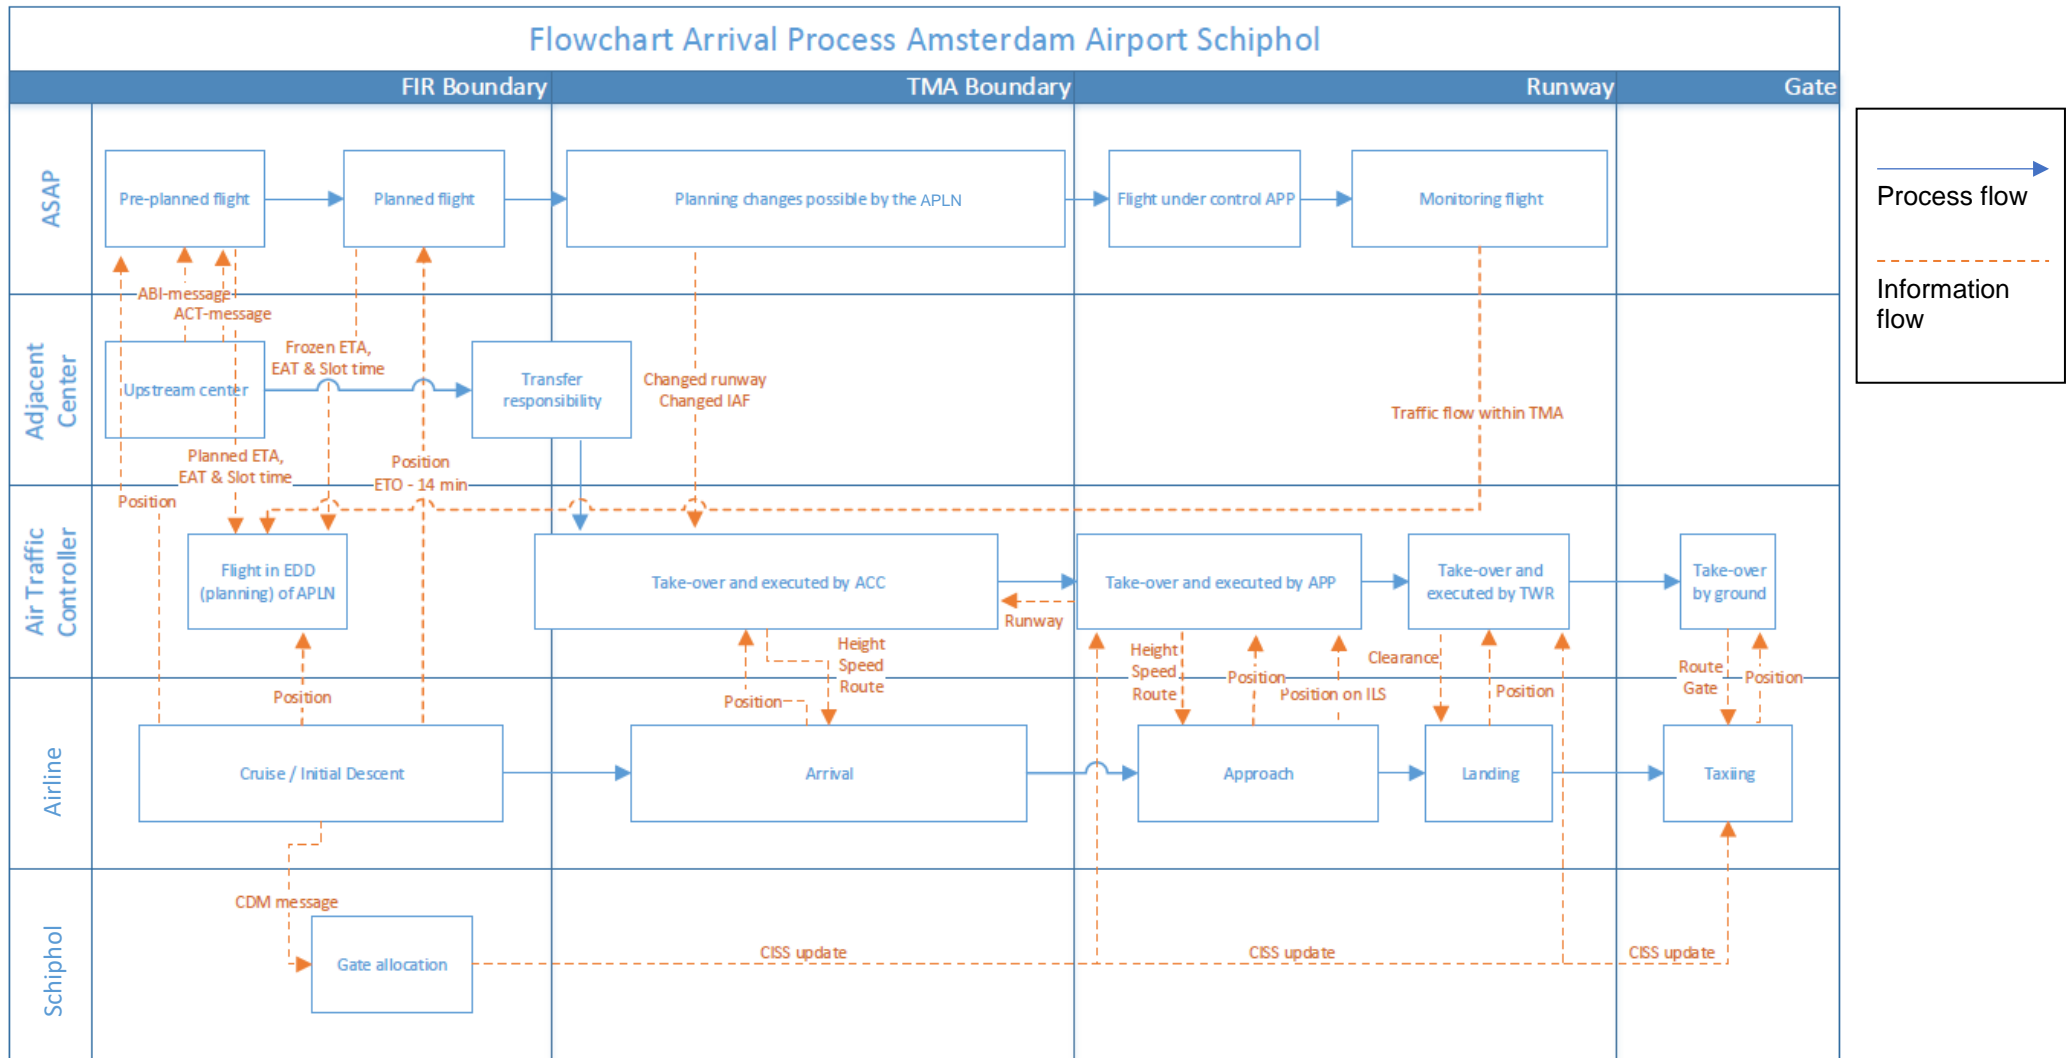 Flowchart Arrival Process Amsterdam Airport Schiphol
FIR Boundary
TMA Boundary
Runway
Gate
ASAP
Pre-planned flight
Planned flight
Planning changes possible by the APLN
Flight under control APP
Monitoring flight
Process flow
Information
flow
ABI-message
ACT-message
Adjacent
Center
Upstream center
Frozen ETA,
EAT & Slot time
Transfer
responsibility
Changed runway
Changed IAF
Traffic flow within TMA
Planned ETA,
EAT & Slot time
Position
ETO - 14 min
Position
Air Traffic
Controller
Flight in EDD
(planning) of APLN
Take-over and executed by ACC
Runway
Take-over and executed by APP
Take-over and
executed by TWR
Take-over
by ground
Position
Position
Height
Speed
Route
Height
Speed
Route
Position
Position on ILS
Clearance
Position
Route
Gate
Position
Airline
Cruise / Initial Descent
Arrival
Approach
Landing
Taxiing
Schiphol
CDM message
Gate allocation
CISS update
CISS update
CISS update